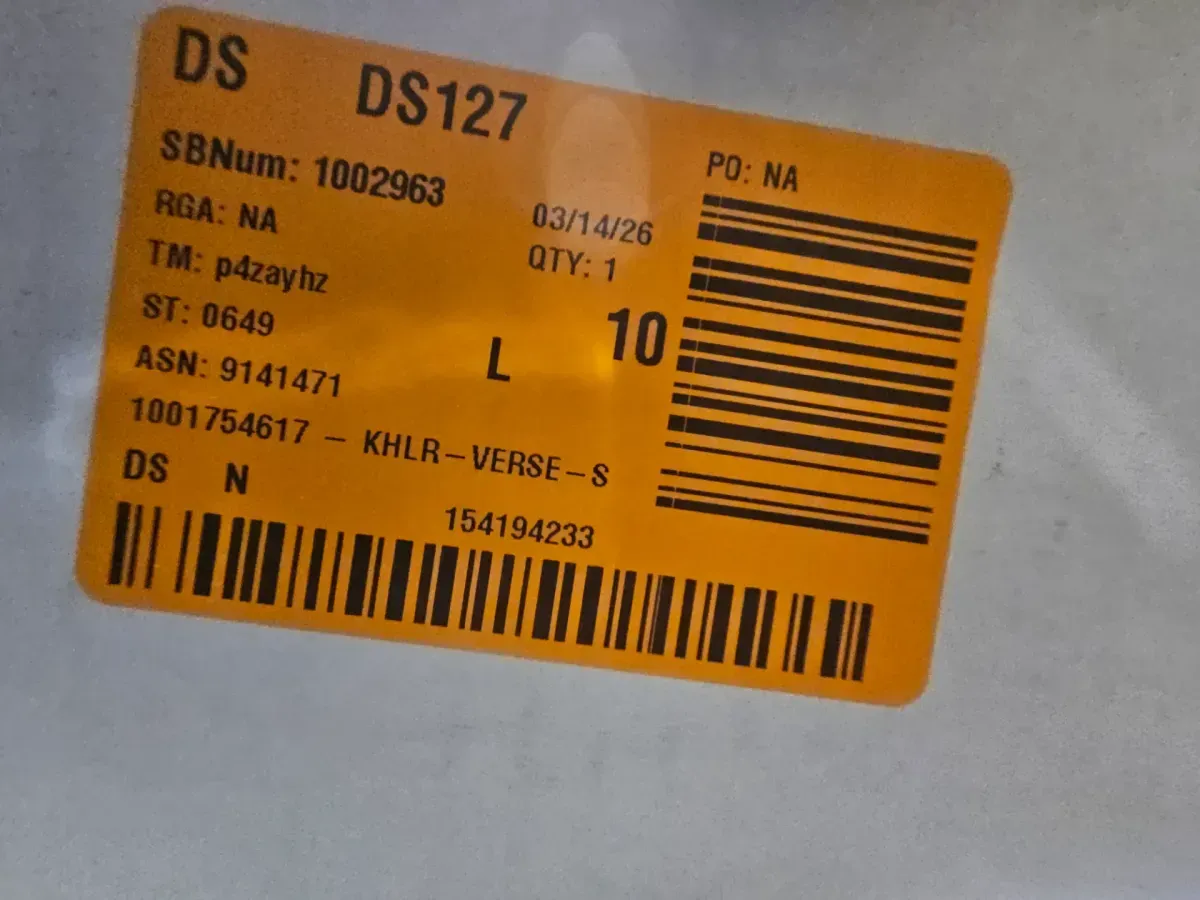 DS DS127
PO: NA
SBNum: 1002963
03/14/26
RGA: NA
QTY: 1
TM: p4zayhz
ST: 0649
L 10
ASN: 9141471
1001754617 – KHLR–VERSE–S
DS N
154194233